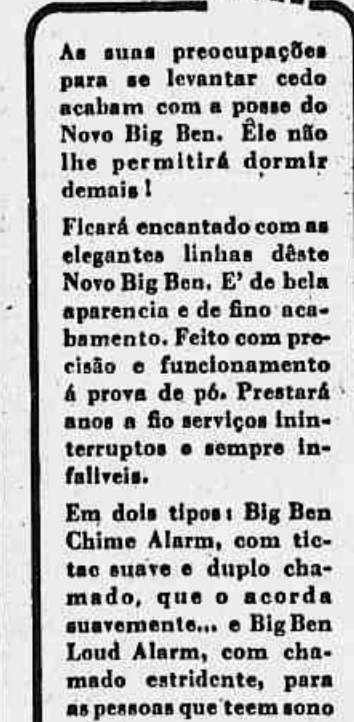 As suas preocupações
para se levantar cedo
acabam com a posse do
Novo Big Ben. Êle não
lhe permitirá dormir
demais!
Ficará encantado com as
elegantes linhas dêste
Novo Big Ben. E' de bela
aparencia e de fino aca-
bamento. Feito com pre-
cisão e funcionamento
á prova de pó. Prestará
anos a fio serviços inin-
terruptos e sempre in-
faliveis.
Em dois tipos: Big Ben
Chime Alarm, com tic-
tac suave e duplo cha-
mado, que o acorda
suavemente... e Big Ben
Loud Alarm, com cha-
mado estridente, para
as pessoas que teem sono